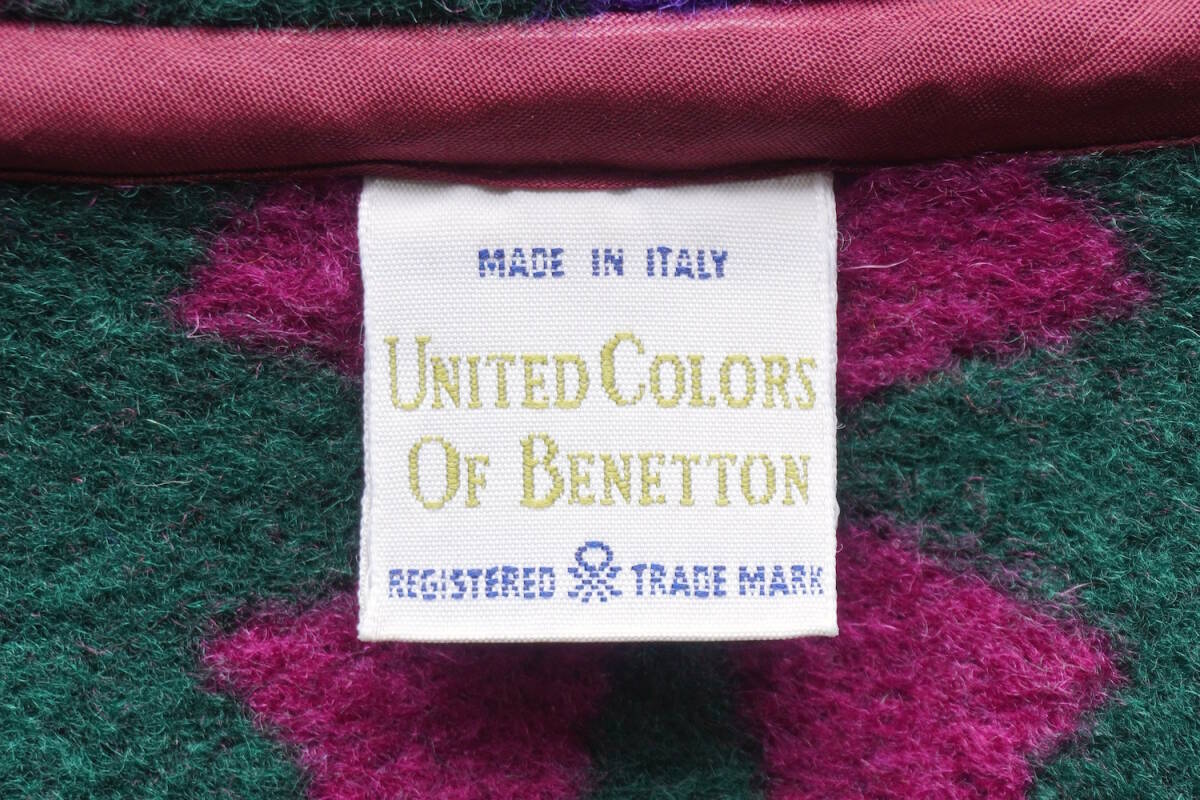 MADE IN ITALY
UNITED COLORS
OF BENETTON
REGISTERED TRADE MARK